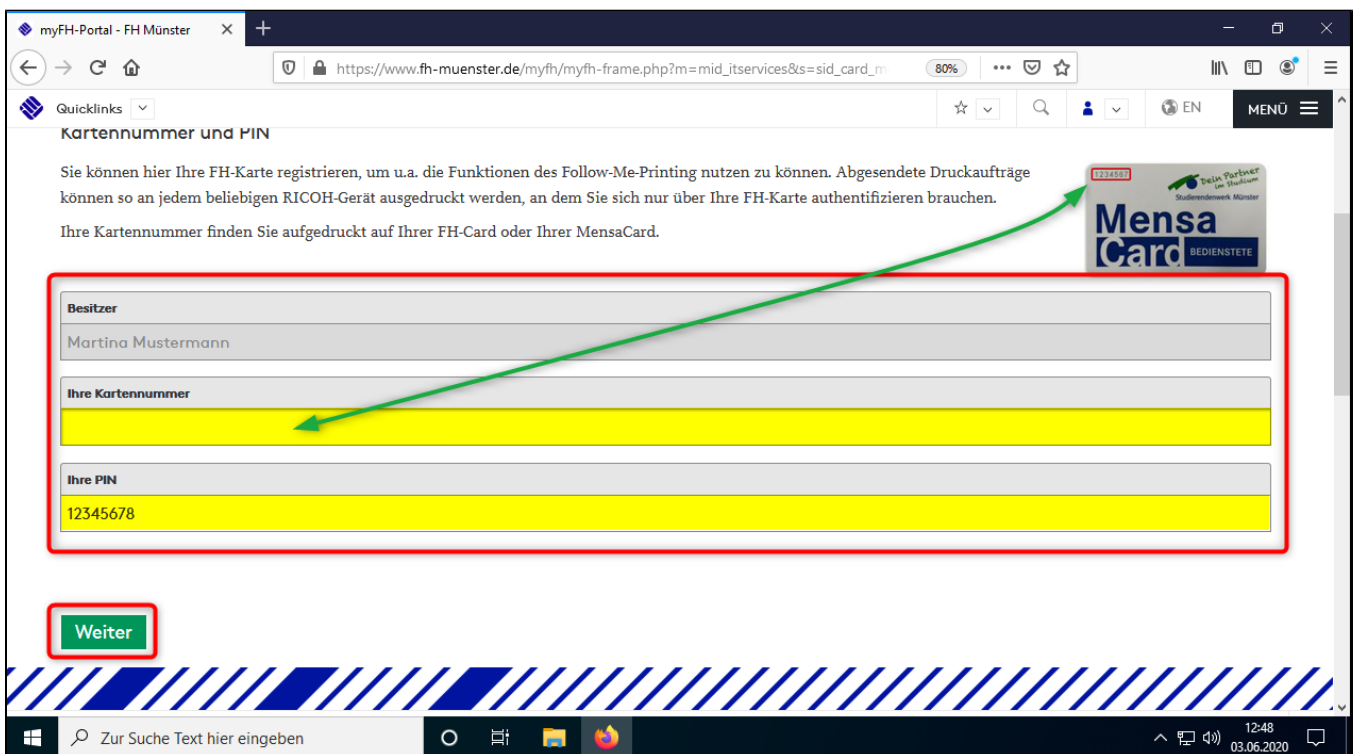 myFH-Portal - FH Münster
https://www.fh-muenster.de/myfh/myfh-frame.php?m=mid_itservices&s=sid_card_m
80%
Quicklinks
EN
MENÜ
Kartennummer und PIN
Sie können hier Ihre FH-Karte registrieren, um u.a. die Funktionen des Follow-Me-Printing nutzen zu können. Abgesendete Druckaufträge
können so an jedem beliebigen RICOH-Gerät ausgedruckt werden, an dem Sie sich nur über Ihre FH-Karte authentifizieren brauchen.
Ihre Kartennummer finden Sie aufgedruckt auf Ihrer FH-Card oder Ihrer MensaCard.
1234567
Dein Partner
im Studium
Studierendenwerk Münster
Mensa
Card
BEDIENSTETE
Besitzer
Martina Mustermann
Ihre Kartennummer
Ihre PIN
12345678
Weiter
Zur Suche Text hier eingeben
12:48
03.06.2020